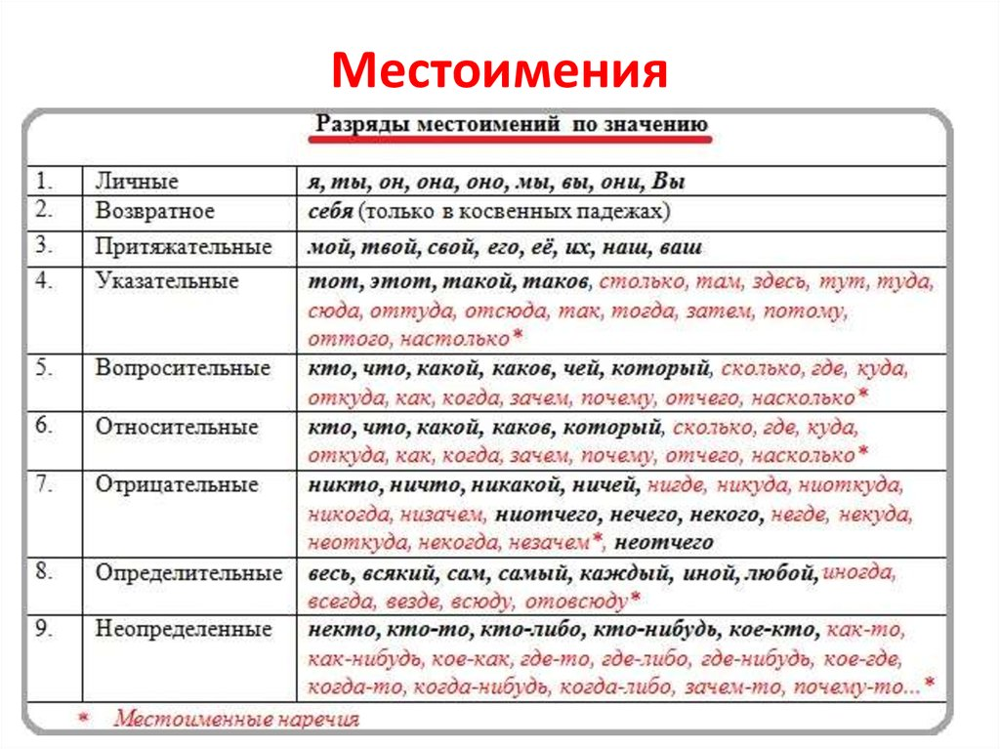 Местоимения
Разряды местоимений по значению
1. Личные я, ты, он, она, оно, мы, вы, они, Вы
2. Возвратное себя (только в косвенных падежах)
3. Притяжательные мой, твой, свой, его, её, их, наш, ваш
4. Указательные тот, этот, такой, таков, столько, там, здесь, тут, туда,
сюда, оттуда, отсюда, так, тогда, затем, потому,
оттого, настолько*
5. Вопросительные кто, что, какой, каков, чей, который, сколько, где, куда,
откуда, как, когда, зачем, почему, отчего, насколько*
6. Относительные кто, что, какой, каков, который, сколько, где, куда,
откуда, как, когда, зачем, почему, отчего, насколько*
7. Отрицательные никто, ничто, никакой, ничей, нигде, никуда, ниоткуда,
никогда, низачем, ниотчего, нечего, некого, негде, некуда,
неоткуда, некогда, незачем*, неотчего
8. Определительные весь, всякий, сам, самый, каждый, иной, любой, иногда,
всегда, везде, всюду, отовсюду*
9. Неопределенные некто, кто-то, кто-либо, кто-нибудь, кое-кто, как-то,
как-нибудь, кое-как, где-то, где-либо, где-нибудь, кое-где,
когда-то, когда-нибудь, когда-либо, зачем-то, почему-то...*
* Местоименные наречия